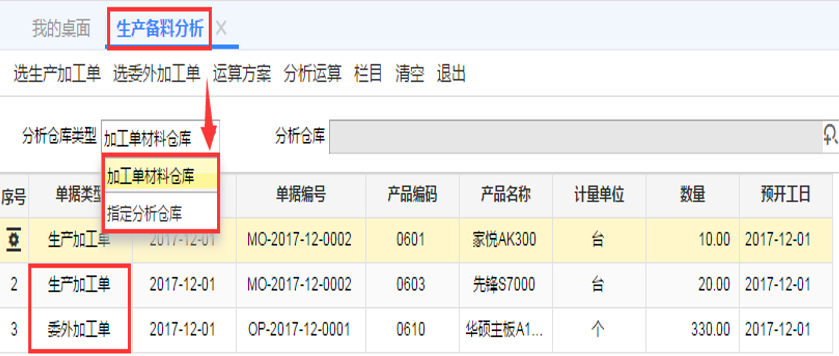 我的桌面 生产备料分析
选生产加工单 选委外加工单 运算方案 分析运算 栏目 清空 退出
分析仓库类型 加工单材料仓库 分析仓库
加工单材料仓库
指定分析仓库
序号 单据类型 单据编号 产品编码 产品名称 计量单位 数量 预开工日
生产加工单 2017-12-01 MO-2017-12-0002 0601 家悦AK300 台 10.00 2017-12-01
2 生产加工单 2017-12-01 MO-2017-12-0002 0603 先锋S7000 台 20.00 2017-12-01
3 委外加工单 2017-12-01 OP-2017-12-0001 0610 华硕主板A1... 个 330.00 2017-12-01